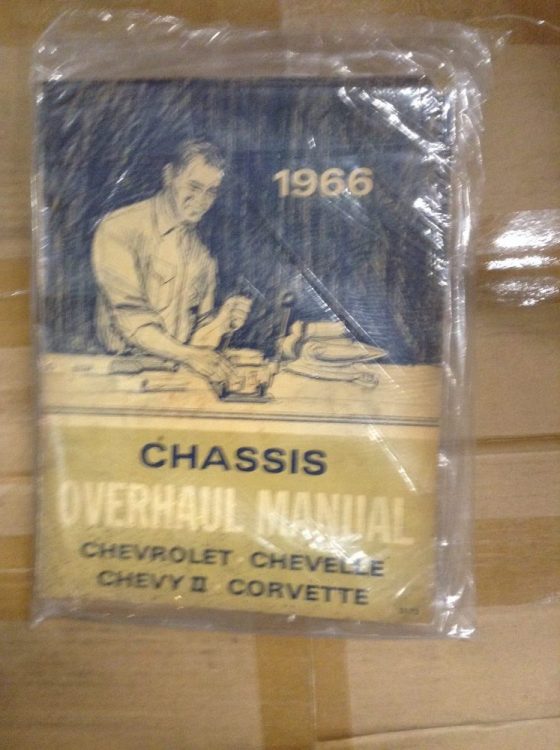 1966
CHASSIS
OVERHAUL MANUAL
CHEVROLET CHEVELLE
CHEVY II CORVETTE